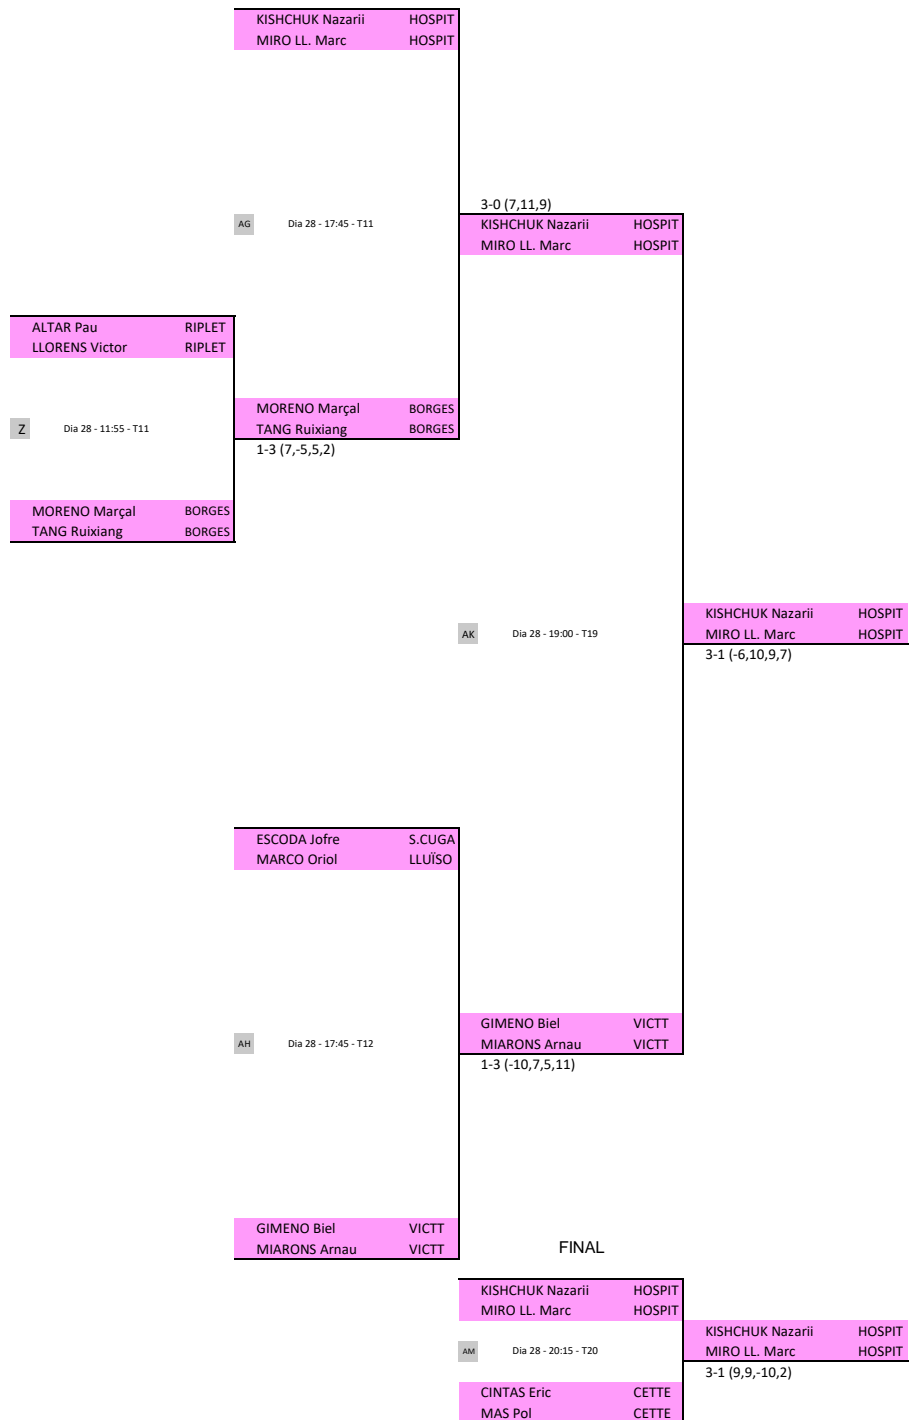 KISHCHUK Nazarii HOSPIT
MIRO LL. Marc HOSPIT
3-0 (7,11,9)
AG Dia 28 - 17:45 - T11 KISHCHUK Nazarii HOSPIT
MIRO LL. Marc HOSPIT
ALTAR Pau RIPLET
LLORENS Victor RIPLET
MORENO Marçal BORGES
Z Dia 28 - 11:55 - T11 TANG Ruixiang BORGES
1-3 (7,-5,5,2)
MORENO Marçal BORGES
TANG Ruixiang BORGES
KISHCHUK Nazarii HOSPIT
AK Dia 28 - 19:00 - T19 MIRO LL. Marc HOSPIT
3-1 (-6,10,9,7)
ESCODA Jofre S.CUGA
MARCO Oriol LLUÏSO
GIMENO Biel VICTT
AH Dia 28 - 17:45 - T12 MIARONS Arnau VICTT
1-3 (-10,7,5,11)
GIMENO Biel VICTT
MIARONS Arnau VICTT
FINAL
KISHCHUK Nazarii HOSPIT
MIRO LL. Marc HOSPIT
KISHCHUK Nazarii HOSPIT
AM Dia 28 - 20:15 - T20 MIRO LL. Marc HOSPIT
3-1 (9,9,-10,2)
CINTAS Eric CETTE
MAS Pol CETTE